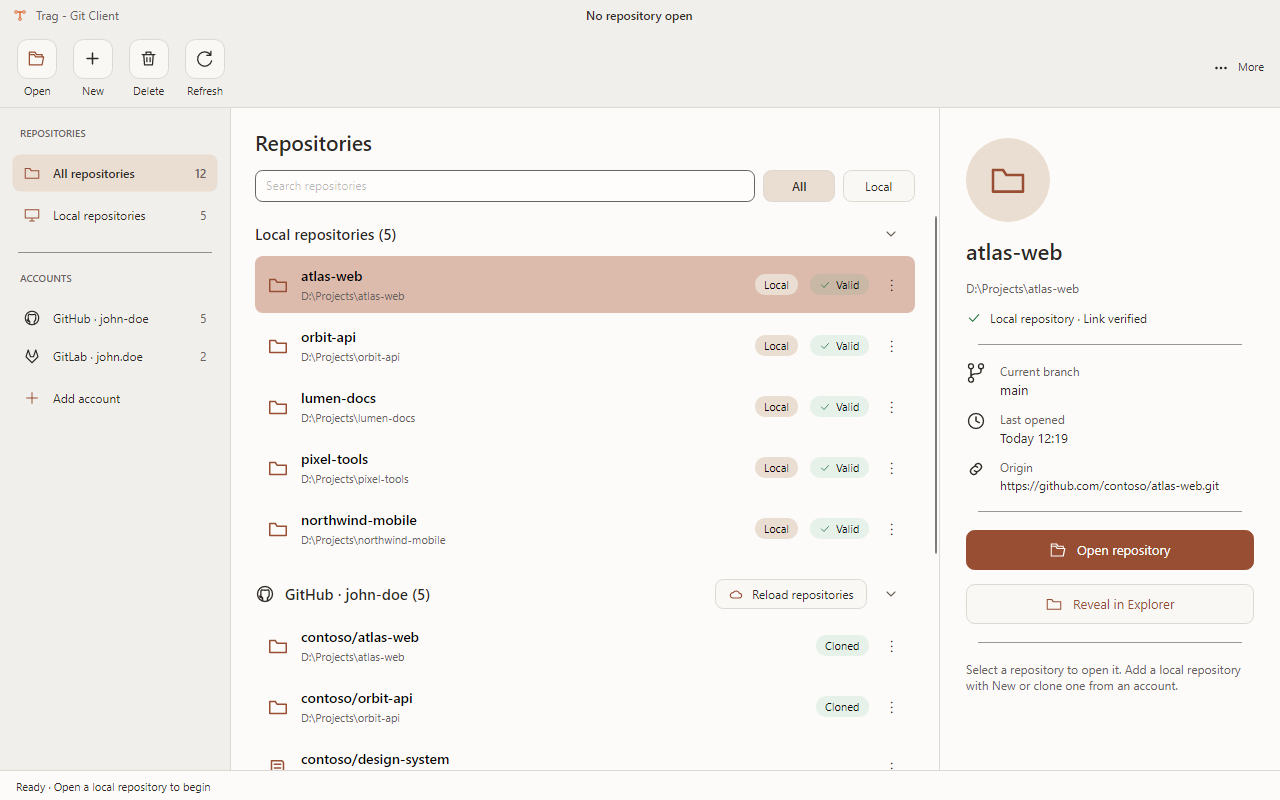 Trag - Git Client
No repository open
Open
New
Delete
Refresh
More
REPOSITORIES
All repositories 12
Local repositories 5
ACCOUNTS
GitHub · john-doe 5
GitLab · john.doe 2
Add account
Repositories
Search repositories
All
Local
Local repositories (5)
atlas-web
D:\Projects\atlas-web
Local
Valid
orbit-api
D:\Projects\orbit-api
Local
Valid
lumen-docs
D:\Projects\lumen-docs
Local
Valid
pixel-tools
D:\Projects\pixel-tools
Local
Valid
northwind-mobile
D:\Projects\northwind-mobile
Local
Valid
GitHub · john-doe (5)
Reload repositories
contoso/atlas-web
D:\Projects\atlas-web
Cloned
contoso/orbit-api
D:\Projects\orbit-api
Cloned
contoso/design-system
atlas-web
D:\Projects\atlas-web
Local repository · Link verified
Current branch
main
Last opened
Today 12:19
Origin
https://github.com/contoso/atlas-web.git
Open repository
Reveal in Explorer
Select a repository to open it. Add a local repository
with New or clone one from an account.
Ready · Open a local repository to begin